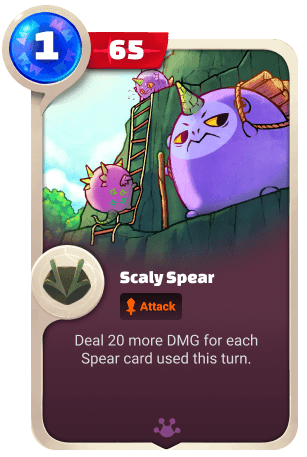 1
65
Scaly Spear
Attack
Deal 20 more DMG for each
Spear card used this turn.